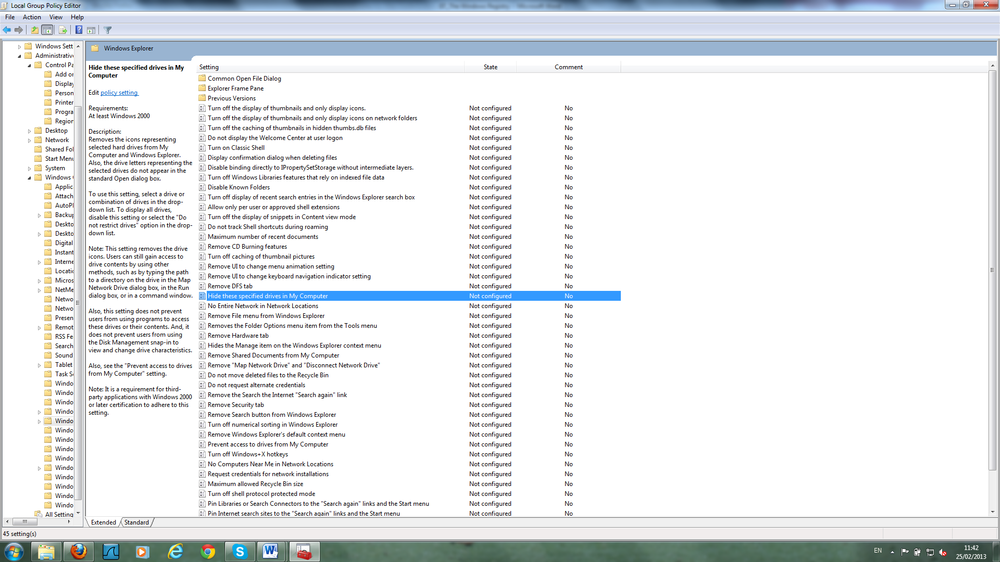 Local Group Policy Editor
File Action View Help
Windows Sett
Administrative
Control Pa
Add or
Display
Person
Printer
Progra
Region
Desktop
Network
Shared Fol
Start Menu
System
Windows
Applic
Attach
AutoPl
Backup
Deskto
Deskto
Digital
Instant
Interne
Locatio
Micros
NetMe
Netwo
Netwo
Presen
Remot
RSS Fe
Search
Sound
Tablet
Task Sc
Windo
Windo
Windo
Windo
Windo
Windo
Windo
Windo
Windo
Windo
Windo
Windo
Windo
Windo
All Setting
Windows Explorer
Hide these specified drives in My
Computer
Edit policy setting
Requirements:
At least Windows 2000
Description:
Removes the icons representing
selected hard drives from My
Computer and Windows Explorer.
Also, the drive letters representing the
selected drives do not appear in the
standard Open dialog box.
To use this setting, select a drive or
combination of drives in the drop-
down list. To display all drives,
disable this setting or select the "Do
not restrict drives" option in the drop-
down list.
Note: This setting removes the drive
icons. Users can still gain access to
drive contents by using other
methods, such as by typing the path
to a directory on the drive in the Map
Network Drive dialog box, in the Run
dialog box, or in a command window.
Also, this setting does not prevent
users from using programs to access
these drives or their contents. And, it
does not prevent users from using
the Disk Management snap-in to
view and change drive characteristics.
Also, see the "Prevent access to drives
from My Computer" setting.
Note: It is a requirement for third-
party applications with Windows 2000
or later certification to adhere to this
setting.
Setting State Comment
Common Open File Dialog
Explorer Frame Pane
Previous Versions
Turn off the display of thumbnails and only display icons. Not configured No
Turn off the display of thumbnails and only display icons on network folders Not configured No
Turn off the caching of thumbnails in hidden thumbs.db files Not configured No
Do not display the Welcome Center at user logon Not configured No
Turn on Classic Shell Not configured No
Display confirmation dialog when deleting files Not configured No
Disable binding directly to IPropertySetStorage without intermediate layers. Not configured No
Turn off Windows Libraries features that rely on indexed file data Not configured No
Disable Known Folders Not configured No
Turn off display of recent search entries in the Windows Explorer search box Not configured No
Allow only per user or approved shell extensions Not configured No
Turn off the display of snippets in Content view mode Not configured No
Do not track Shell shortcuts during roaming Not configured No
Maximum number of recent documents Not configured No
Remove CD Burning features Not configured No
Turn off caching of thumbnail pictures Not configured No
Remove UI to change menu animation setting Not configured No
Remove UI to change keyboard navigation indicator setting Not configured No
Remove DFS tab Not configured No
Hide these specified drives in My Computer Not configured No
No Entire Network in Network Locations Not configured No
Remove File menu from Windows Explorer Not configured No
Removes the Folder Options menu item from the Tools menu Not configured No
Remove Hardware tab Not configured No
Hides the Manage item on the Windows Explorer context menu Not configured No
Remove Shared Documents from My Computer Not configured No
Remove "Map Network Drive" and "Disconnect Network Drive" Not configured No
Do not move deleted files to the Recycle Bin Not configured No
Do not request alternate credentials Not configured No
Remove the Search the Internet "Search again" link Not configured No
Remove Security tab Not configured No
Remove Search button from Windows Explorer Not configured No
Turn off numerical sorting in Windows Explorer Not configured No
Remove Windows Explorer's default context menu Not configured No
Prevent access to drives from My Computer Not configured No
Turn off Windows+X hotkeys Not configured No
No Computers Near Me in Network Locations Not configured No
Request credentials for network installations Not configured No
Maximum allowed Recycle Bin size Not configured No
Turn off shell protocol protected mode Not configured No
Pin Libraries or Search Connectors to the "Search again" links and the Start menu Not configured No
Pin Internet search sites to the "Search again" links and the Start menu Not configured No
Extended Standard
45 setting(s)
EN
11:42
25/02/2013